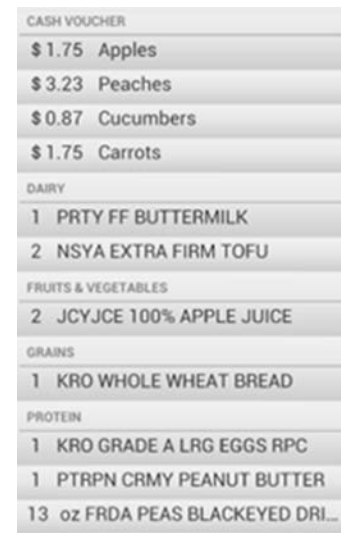 CASH VOUCHER
$ 1.75 Apples
$ 3.23 Peaches
$ 0.87 Cucumbers
$ 1.75 Carrots
DAIRY
1 PRTY FF BUTTERMILK
2 NSYA EXTRA FIRM TOFU
FRUITS & VEGETABLES
2 JCYJCE 100% APPLE JUICE
GRAINS
1 KRO WHOLE WHEAT BREAD
PROTEIN
1 KRO GRADE A LRG EGGS RPC
1 PTRPN CRMY PEANUT BUTTER
13 oz FRDA PEAS BLACKEYED DRI...